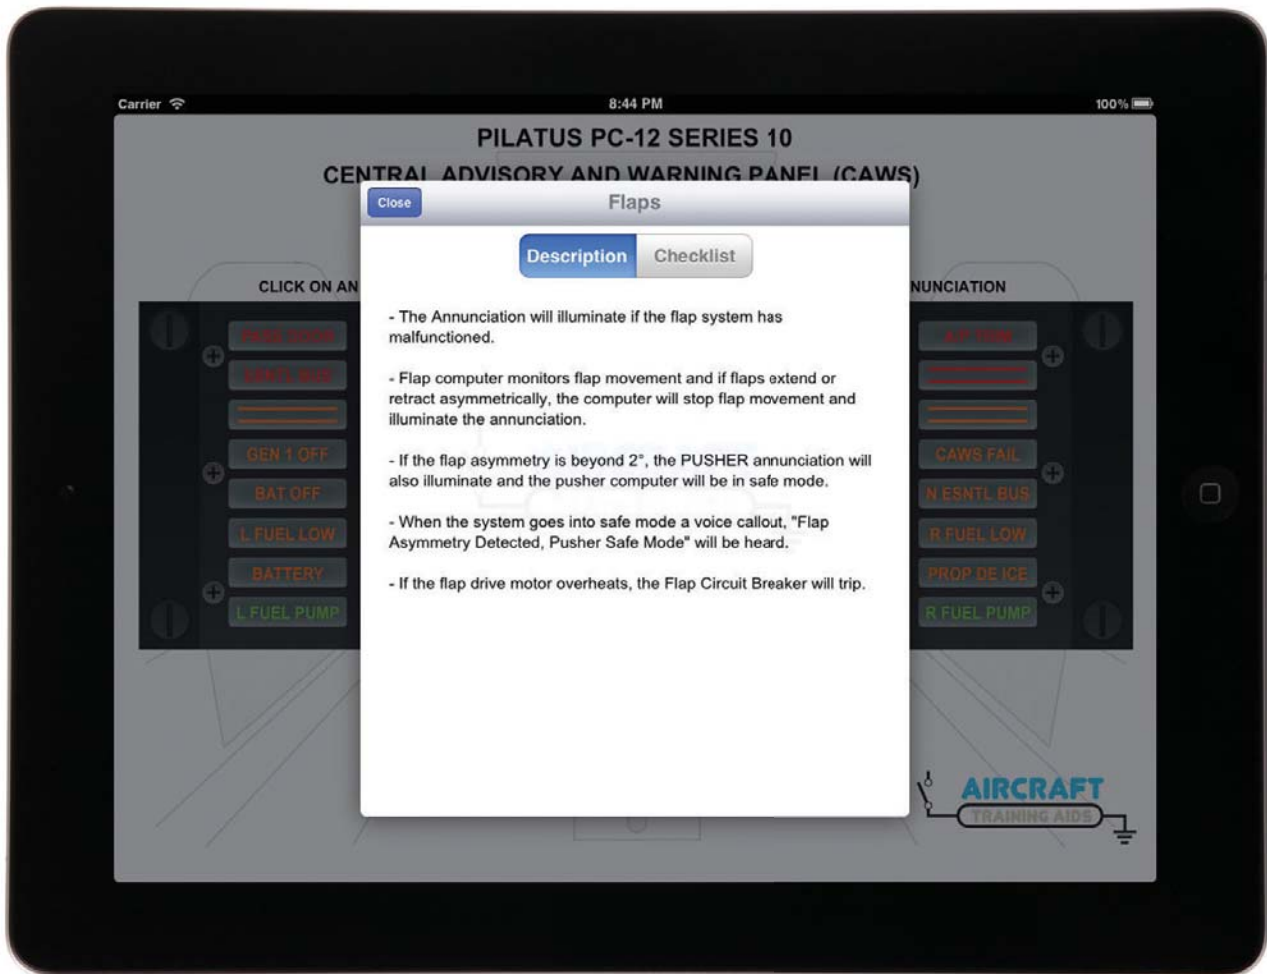 Carrier
8:44 PM
100%
PILATUS PC-12 SERIES 10
CENTRAL ADVISORY AND WARNING PANEL (CAWS)
Close
Flaps
Description
Checklist
CLICK ON AN
NUNCIATION
- The Annunciation will illuminate if the flap system has
malfunctioned.
- Flap computer monitors flap movement and if flaps extend or
retract asymmetrically, the computer will stop flap movement and
illuminate the annunciation.
- If the flap asymmetry is beyond 2°, the PUSHER annunciation will
also illuminate and the pusher computer will be in safe mode.
- When the system goes into safe mode a voice callout, "Flap
Asymmetry Detected, Pusher Safe Mode" will be heard.
- If the flap drive motor overheats, the Flap Circuit Breaker will trip.
PASS DOOR
ESNTL BUS
GEN 1 OFF
BAT OFF
L FUEL LOW
BATTERY
L FUEL PUMP
A/P TRIM
CAWS FAIL
N ESNTL BUS
R FUEL LOW
PROP DE ICE
R FUEL PUMP
AIRCRAFT
TRAINING AIDS